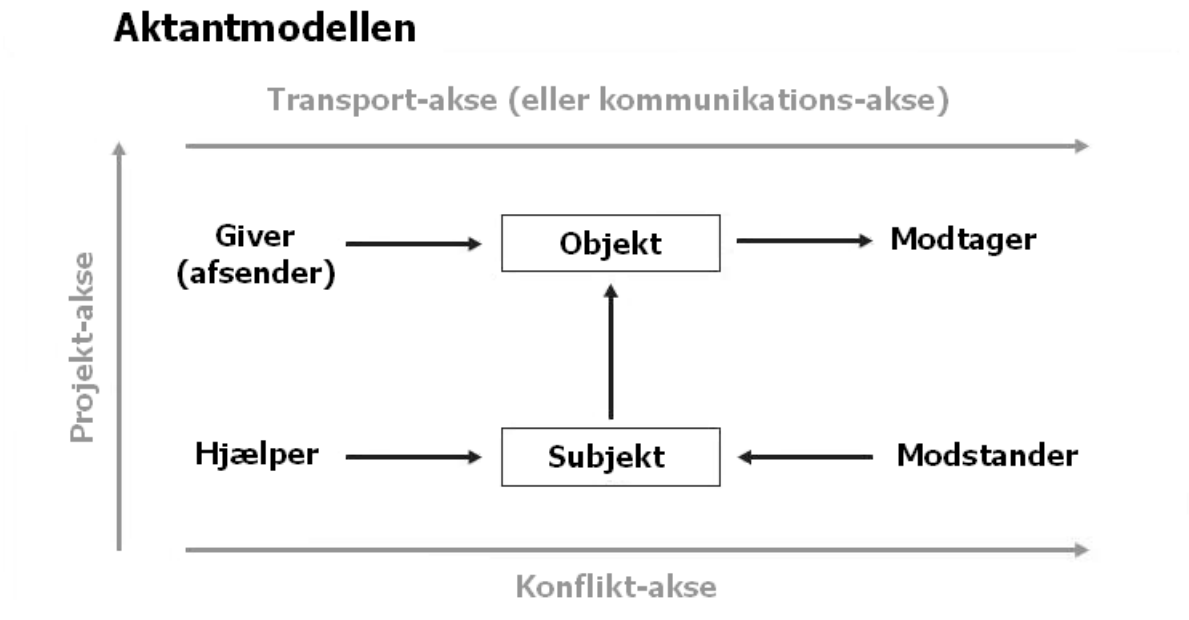 Aktantmodellen
Transport-akse (eller kommunikations-akse)
Projekt-akse
Giver
(afsender)
Objekt
Modtager
Hjælper
Subjekt
Modstander
Konflikt-akse